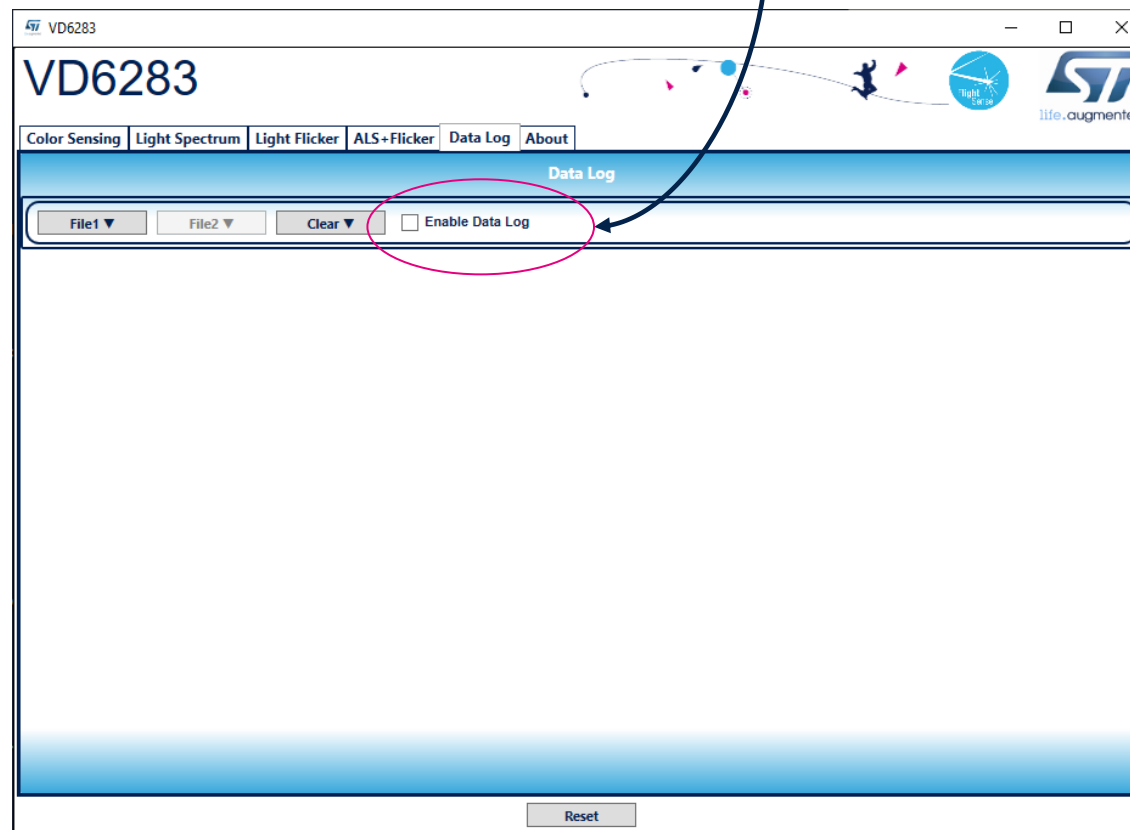 VD6283
VD6283
life.augmente
Color Sensing Light Spectrum Light Flicker ALS+Flicker Data Log About
Data Log
File1 ▼ File2 ▼ Clear ▼ Enable Data Log
Reset